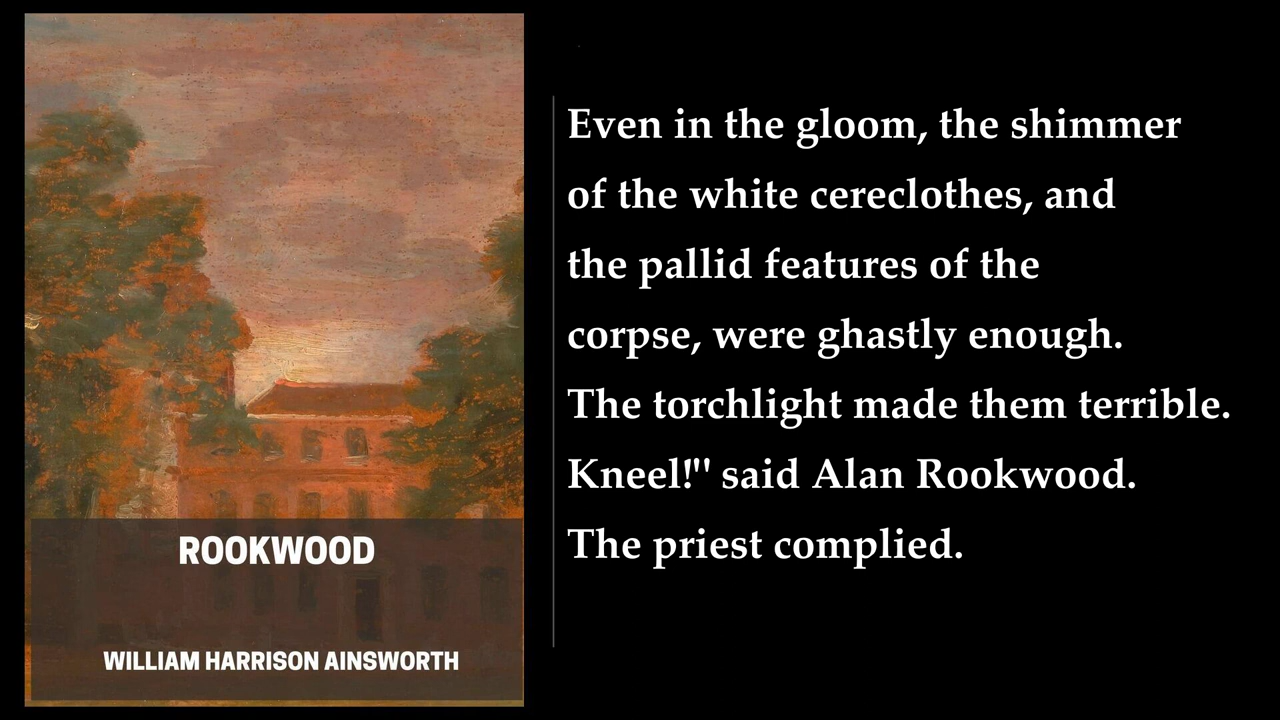 ROOKWOOD
WILLIAM HARRISON AINSWORTH
Even in the gloom, the shimmer
of the white cereclothes, and
the pallid features of the
corpse, were ghastly enough.
The torchlight made them terrible.
Kneel!" said Alan Rookwood.
The priest complied.